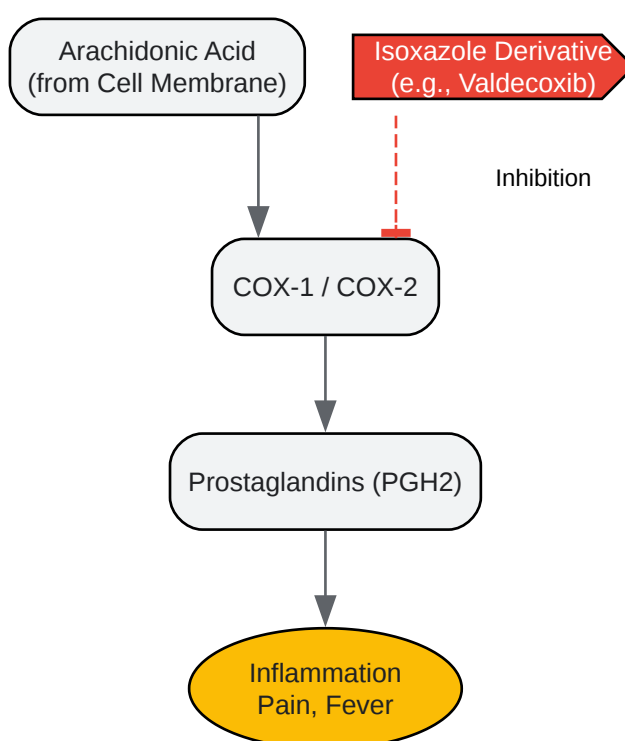 Arachidonic Acid
(from Cell Membrane)
Isoxazole Derivative
(e.g., Valdecoxib)
Inhibition
COX-1 / COX-2
Prostaglandins (PGH2)
Inflammation
Pain, Fever